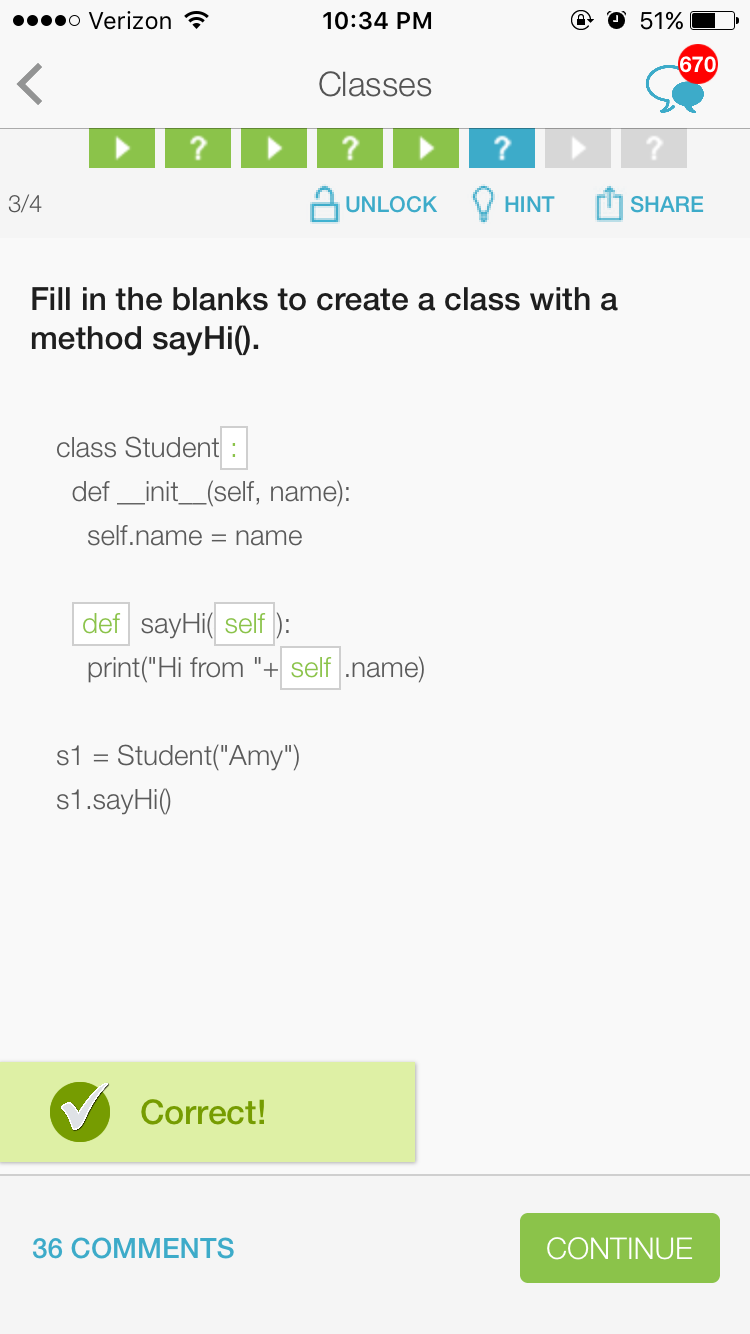 Verizon 10:34 PM 51%
Classes 670
? ? ? ?
3/4 UNLOCK HINT SHARE
Fill in the blanks to create a class with a
method sayHi().
class Student :
def __init__(self, name):
self.name = name
def sayHi( self ):
print("Hi from "+ self .name)
s1 = Student("Amy")
s1.sayHi()
Correct!
36 COMMENTS CONTINUE